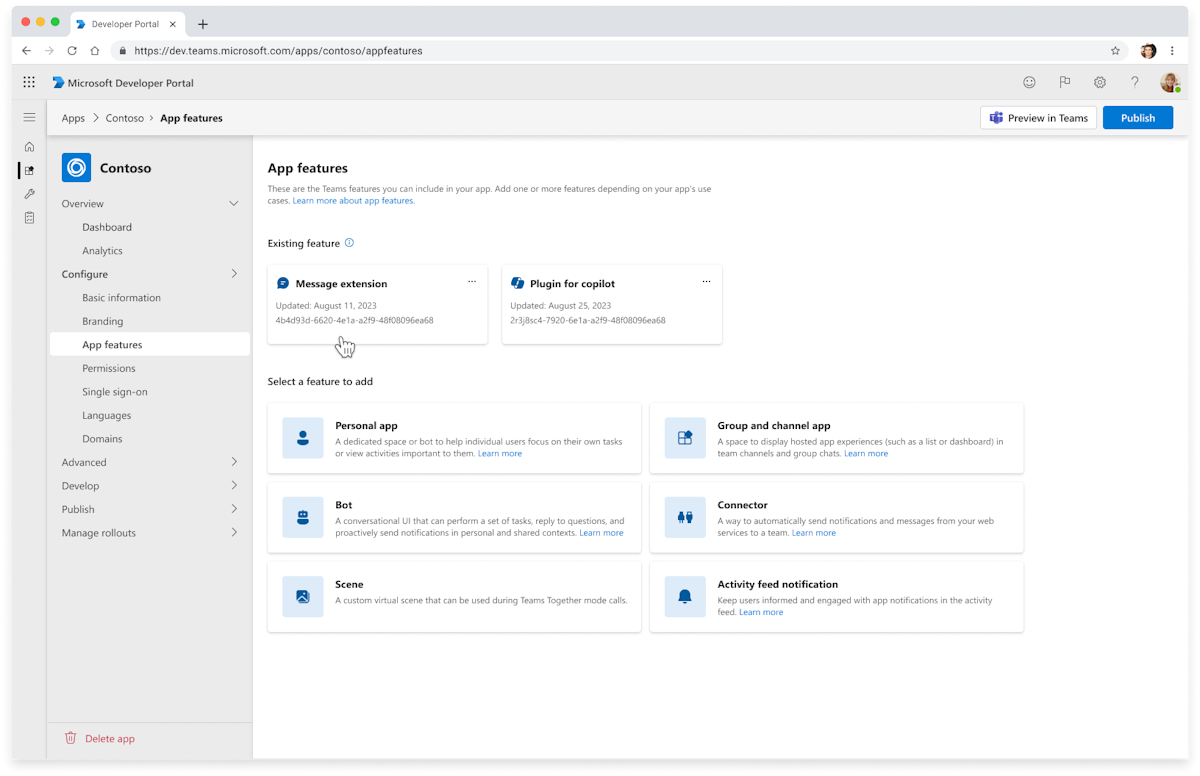 Developer Portal
https://dev.teams.microsoft.com/apps/contoso/appfeatures
Microsoft Developer Portal
Apps > Contoso > App features
Preview in Teams
Publish
Contoso
Overview
Dashboard
Analytics
Configure
Basic information
Branding
App features
Permissions
Single sign-on
Languages
Domains
Advanced
Develop
Publish
Manage rollouts
Delete app
App features
These are the Teams features you can include in your app. Add one or more features depending on your app's use
cases. Learn more about app features.
Existing feature
Message extension
Updated: August 11, 2023
4b4d93d-6620-4e1a-a2f9-48f08096ea68
Plugin for copilot
Updated: August 25, 2023
2r3j8sc4-7920-6e1a-a2f9-48f08096ea68
Select a feature to add
Personal app
A dedicated space or bot to help individual users focus on their own tasks
or view activities important to them. Learn more
Group and channel app
A space to display hosted app experiences (such as a list or dashboard) in
team channels and group chats. Learn more
Bot
A conversational UI that can perform a set of tasks, reply to questions, and
proactively send notifications in personal and shared contexts. Learn more
Connector
A way to automatically send notifications and messages from your web
services to a team. Learn more
Scene
A custom virtual scene that can be used during Teams Together mode calls.
Activity feed notification
Keep users informed and engaged with app notifications in the activity
feed. Learn more